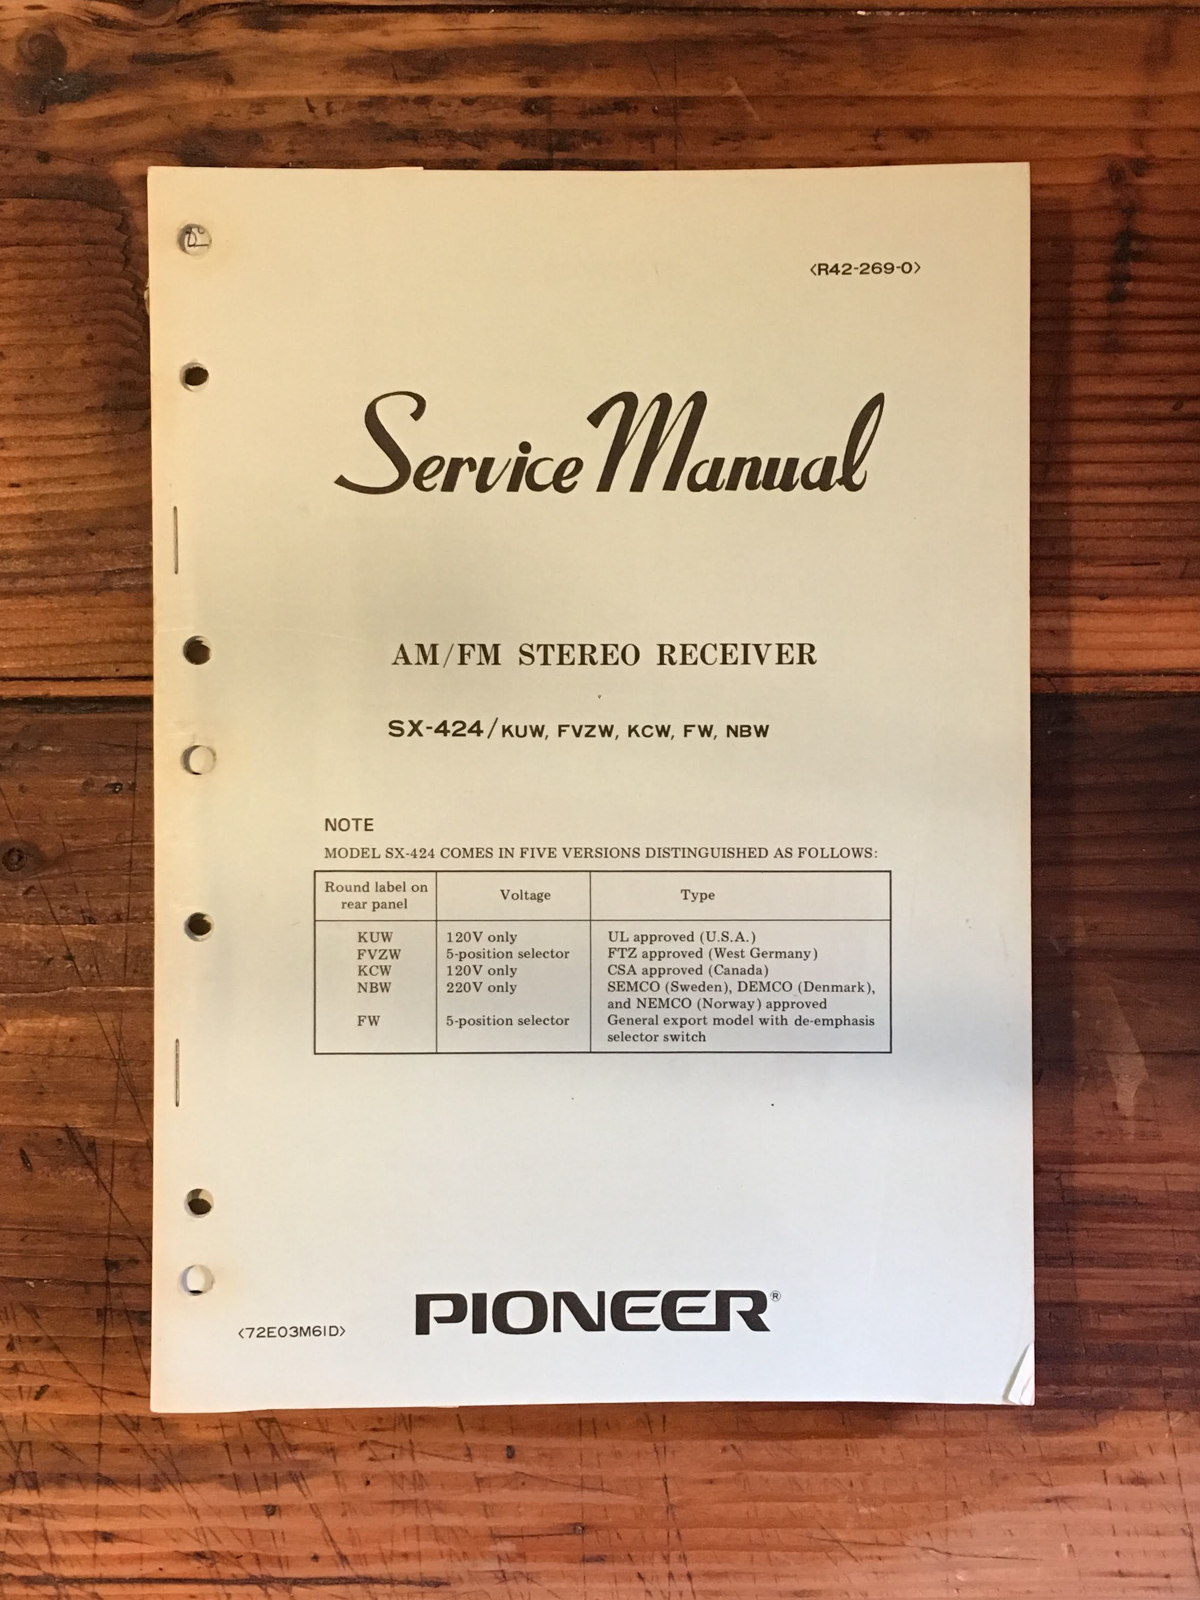 <R42-269-0>
Service Manual
AM/FM STEREO RECEIVER
SX-424/KUW, FVZW, KCW, FW, NBW
NOTE
MODEL SX-424 COMES IN FIVE VERSIONS DISTINGUISHED AS FOLLOWS:
Round label on rear panel Voltage Type
KUW 120V only UL approved (U.S.A.)
FVZW 5-position selector FTZ approved (West Germany)
KCW 120V only CSA approved (Canada)
NBW 220V only SEMCO (Sweden), DEMCO (Denmark),
and NEMCO (Norway) approved
FW 5-position selector General export model with de-emphasis
selector switch
PIONEER®
<72E03M61D>